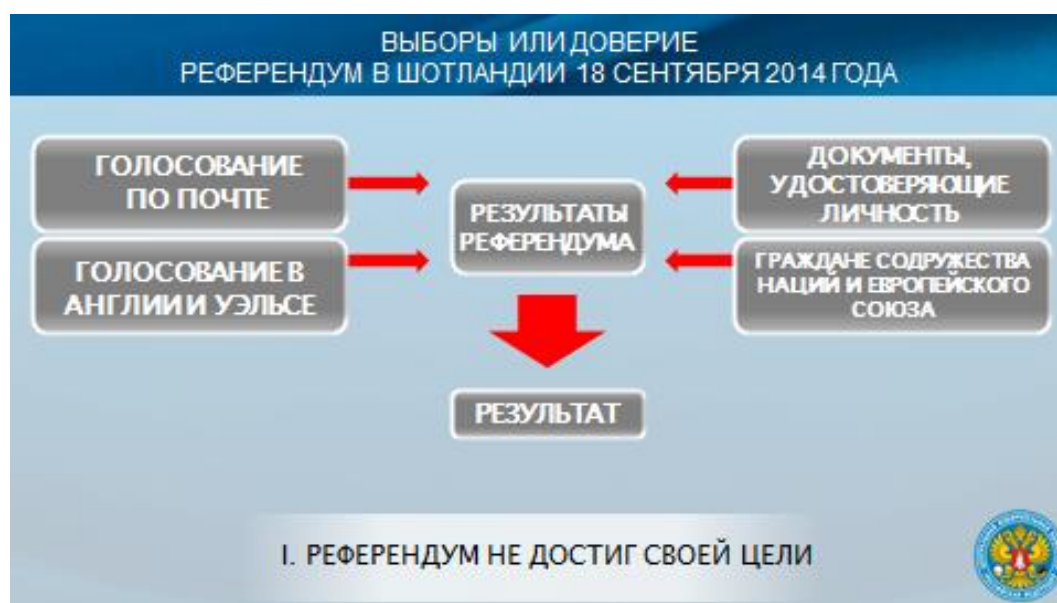 ВЫБОРЫ ИЛИ ДОВЕРИЕ
РЕФЕРЕНДУМ В ШОТЛАНДИИ 18 СЕНТЯБРЯ 2014 ГОДА
ГОЛОСОВАНИЕ
ПО ПОЧТЕ
ГОЛОСОВАНИЕ В
АНГЛИИ И УЭЛЬСЕ
РЕЗУЛЬТАТЫ
РЕФЕРЕНДУМА
ДОКУМЕНТЫ,
УДОСТОВЕРЯЮЩИЕ
ЛИЧНОСТЬ
ГРАЖДАНЕ СОДРУЖЕСТВА
НАЦИЙ И ЕВРОПЕЙСКОГО
СОЮЗА
РЕЗУЛЬТАТ
I. РЕФЕРЕНДУМ НЕ ДОСТИГ СВОЕЙ ЦЕЛИ